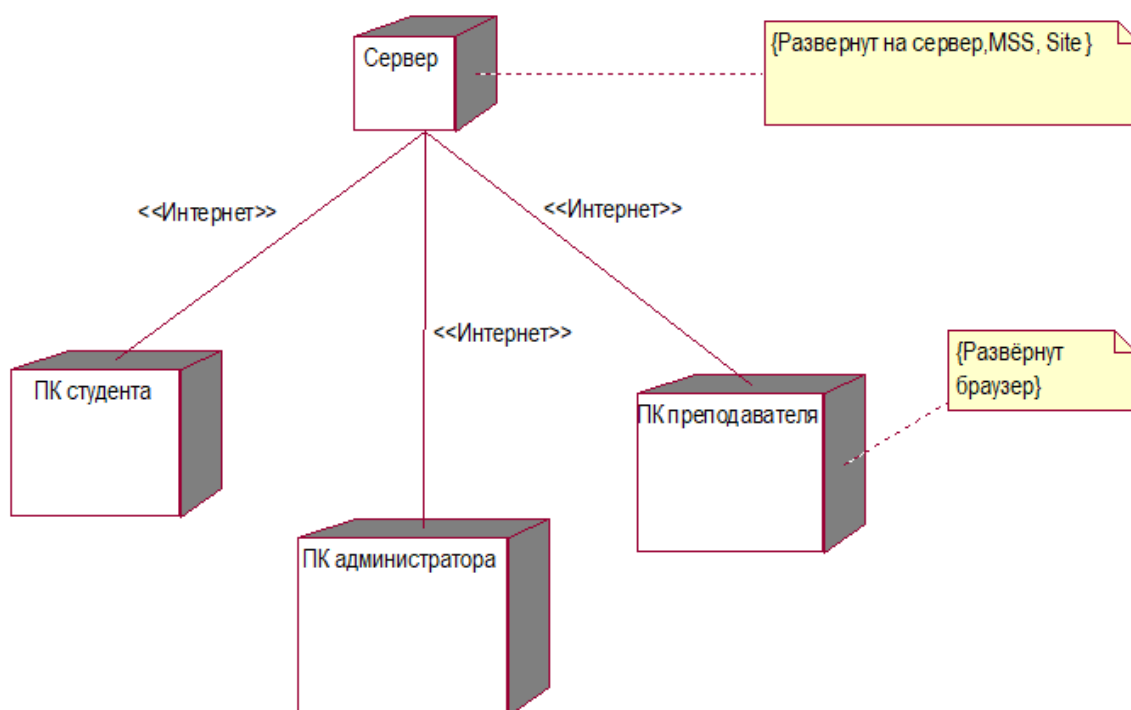 Сервер
{Развернут на сервер,MSS, Site }
<<Интернет>>
<<Интернет>>
<<Интернет>>
ПК студента
ПК администратора
ПК преподавателя
{Развёрнут
браузер}